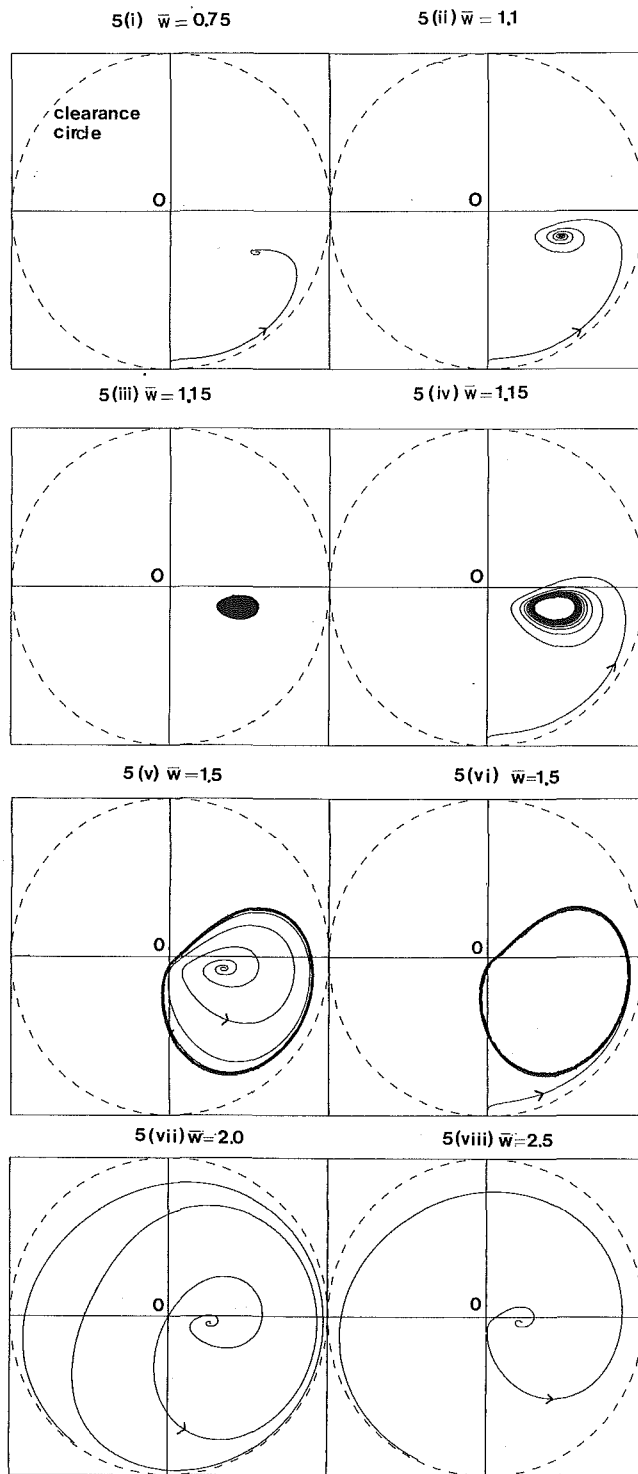 5(i) w̅ = 0.75
5(ii) w̅ = 1.1
clearance
circle
O
O
5(iii) w̅ = 1.15
5(iv) w̅ = 1.15
O
O
5(v) w̅ = 1.5
5(vi) w̅ = 1.5
O
O
5(vii) w̅ = 2.0
5(viii) w̅ = 2.5
O
O